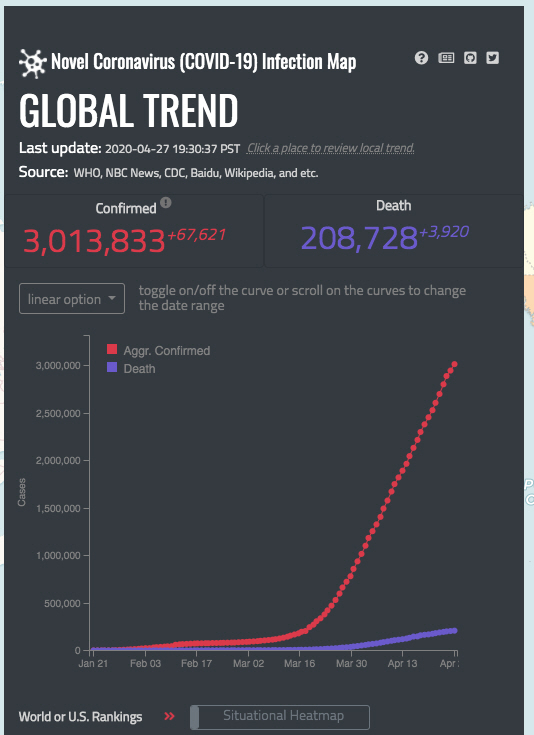 Novel Coronavirus (COVID-19) Infection Map
GLOBAL TREND
Last update: 2020-04-27 19:30:37 PST Click a place to review local trend.
Source: WHO, NBC News, CDC, Baidu, Wikipedia, and etc.
Confirmed
Death
3,013,833 +67,621
208,728 +3,920
linear option
toggle on/off the curve or scroll on the curves to change
the date range
Aggr. Confirmed
Death
3,000,000
2,500,000
2,000,000
1,500,000
1,000,000
500,000
0
Cases
Jan 21 Feb 03 Feb 17 Mar 02 Mar 16 Mar 30 Apr 13 Apr
World or U.S. Rankings » Situational Heatmap